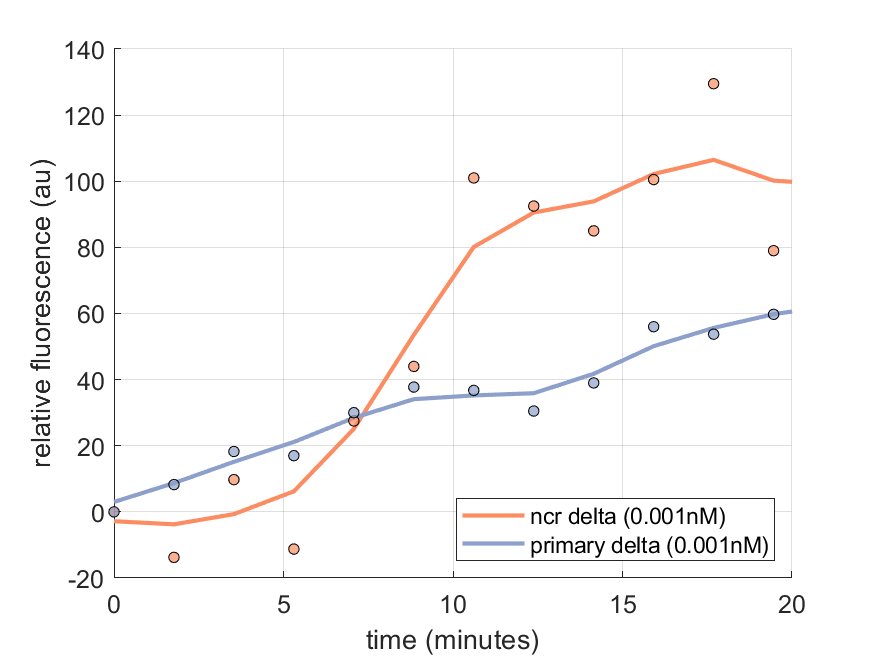 140
120
100
80
60
40
20
0
-20
relative fluorescence (au)
ncr delta (0.001nM)
primary delta (0.001nM)
0 5 10 15 20
time (minutes)